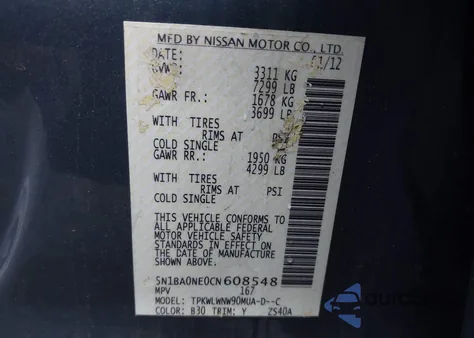 MFD BY NISSAN MOTOR CO., LTD.
DATE: /12
3311 KG
7299 LB
GAWR FR.: 1678 KG
3699 LB
WITH TIRES
RIMS AT
COLD SINGLE
GAWR RR.: 1950 KG
4299 LB
WITH TIRES
RIMS AT PSI
COLD SINGLE
THIS VEHICLE CONFORMS TO
ALL APPLICABLE FEDERAL
MOTOR VEHICLE SAFETY
STANDARDS IN EFFECT ON
THE DATE OF MANUFACTURE
SHOWN ABOVE.
5N1BA0NE0CN608548
MPV 167
MODEL: TPKWLWNW90MUA-D--C
COLOR: B30 TRIM: Y ZS40A